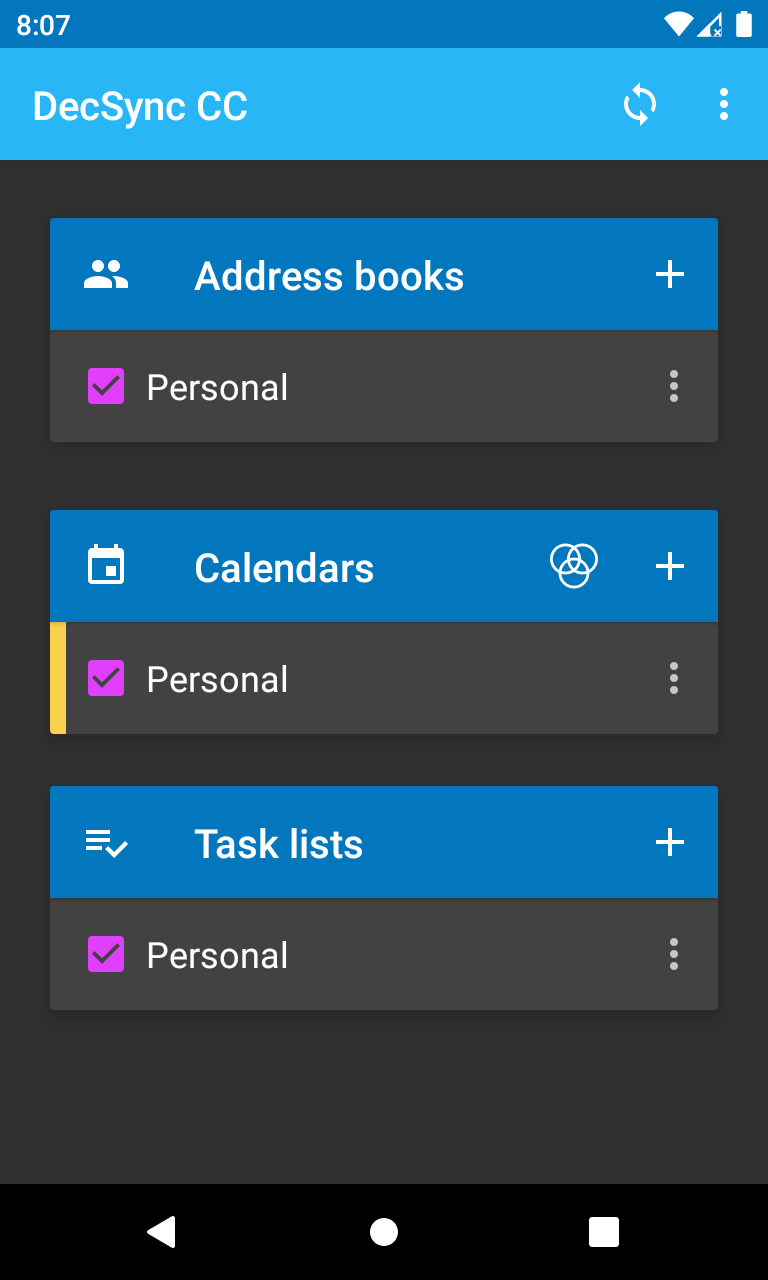 8:07
DecSync CC
Address books
Personal
Calendars
Personal
Task lists
Personal